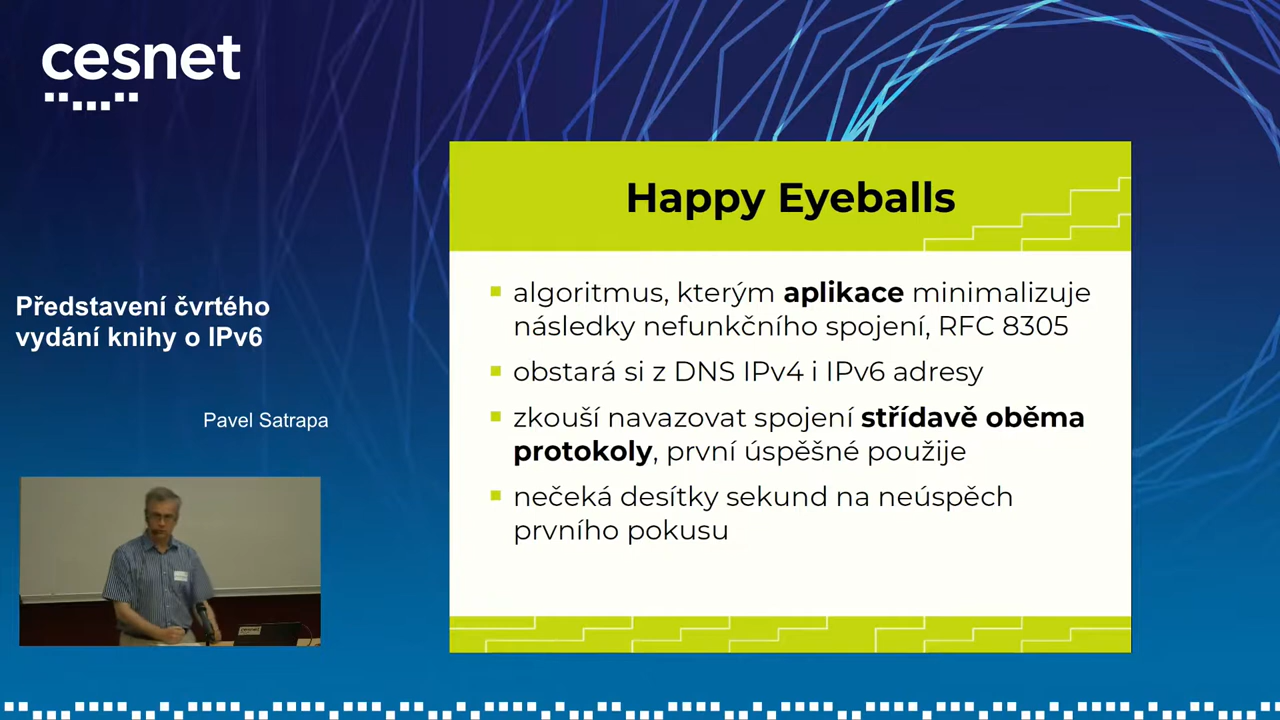 cesnet
Happy Eyeballs
algoritmus, kterým aplikace minimalizuje
následky nefunkčního spojení, RFC 8305
obstará si z DNS IPv4 i IPv6 adresy
zkouší navazovat spojení střídavě oběma
protokoly, první úspěšné použije
nečeká desítky sekund na neúspěch
prvního pokusu
Představení čtvrtého
vydání knihy o IPv6
Pavel Satrapa